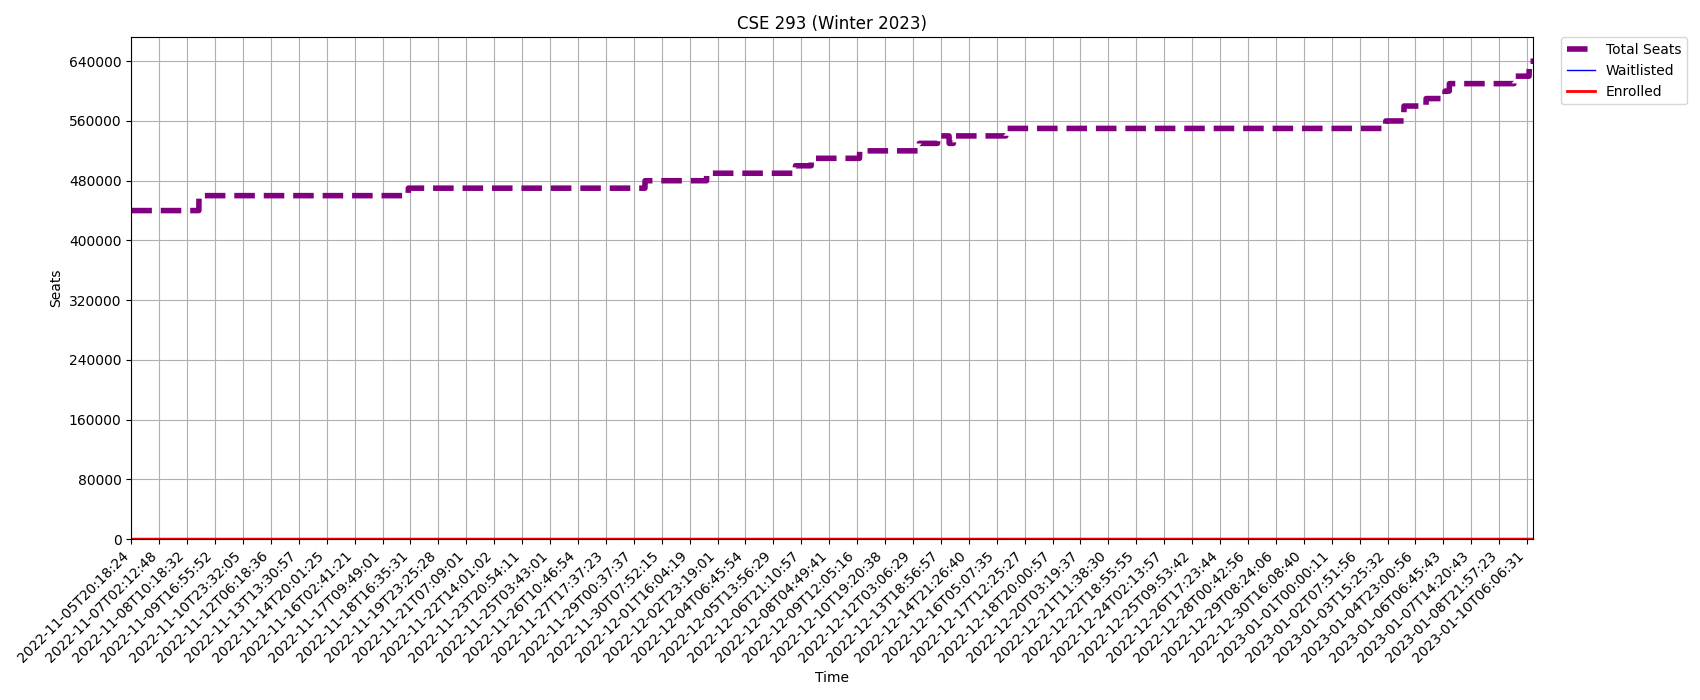 CSE 293 (Winter 2023)
Total Seats
Waitlisted
Enrolled
640000
560000
480000
400000
320000
240000
160000
80000
0
Seats
2022-11-05T20:18:24
2022-11-07T02:12:48
2022-11-08T10:18:32
2022-11-09T16:55:52
2022-11-10T23:32:05
2022-11-12T06:18:36
2022-11-13T13:30:57
2022-11-14T20:01:25
2022-11-16T02:41:21
2022-11-17T09:49:01
2022-11-18T16:35:31
2022-11-19T23:25:28
2022-11-21T07:09:01
2022-11-22T14:01:02
2022-11-23T20:54:11
2022-11-25T03:43:01
2022-11-26T10:46:54
2022-11-27T17:37:23
2022-11-29T00:37:37
2022-11-30T07:52:15
2022-12-01T16:04:19
2022-12-02T23:19:01
2022-12-04T06:45:54
2022-12-05T13:56:29
2022-12-06T21:10:57
2022-12-08T04:49:41
2022-12-09T12:05:16
2022-12-10T19:20:38
2022-12-12T03:06:29
2022-12-13T18:56:57
2022-12-14T21:26:40
2022-12-16T05:07:35
2022-12-17T12:25:27
2022-12-18T20:00:57
2022-12-20T03:19:37
2022-12-21T11:38:30
2022-12-22T18:55:55
2022-12-24T02:13:57
2022-12-25T09:53:42
2022-12-26T17:23:44
2022-12-28T00:42:56
2022-12-29T08:24:06
2022-12-30T16:08:40
2023-01-01T00:00:11
2023-01-02T07:51:56
2023-01-03T15:25:32
2023-01-04T23:00:56
2023-01-06T06:45:43
2023-01-07T14:20:43
2023-01-08T21:57:23
2023-01-10T06:06:31
Time